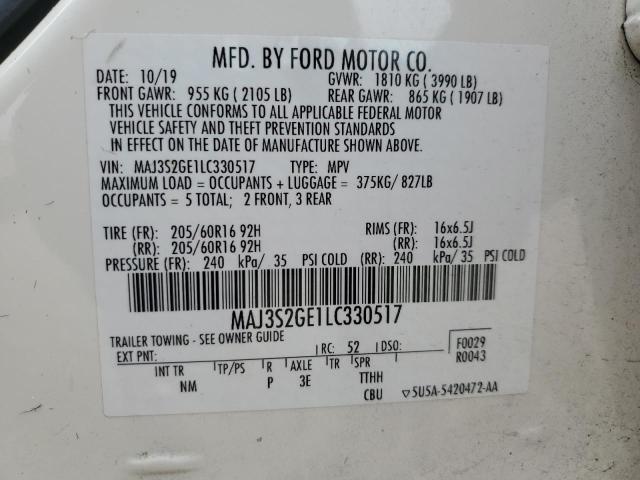 MFD. BY FORD MOTOR CO.
DATE: 10/19 GVWR: 1810 KG ( 3990 LB)
FRONT GAWR: 955 KG ( 2105 LB) REAR GAWR: 865 KG ( 1907 LB)
THIS VEHICLE CONFORMS TO ALL APPLICABLE FEDERAL MOTOR
VEHICLE SAFETY AND THEFT PREVENTION STANDARDS
IN EFFECT ON THE DATE OF MANUFACTURE SHOWN ABOVE.
VIN: MAJ3S2GE1LC330517 TYPE: MPV
MAXIMUM LOAD = OCCUPANTS + LUGGAGE = 375KG/ 827LB
OCCUPANTS = 5 TOTAL; 2 FRONT, 3 REAR
TIRE (FR): 205/60R16 92H RIMS (FR): 16x6.5J
(RR): 205/60R16 92H (RR): 16x6.5J
PRESSURE (FR): 240 kPa/ 35 PSI COLD (RR): 240 kPa/ 35 PSI COLD
MAJ3S2GE1LC330517
TRAILER TOWING - SEE OWNER GUIDE
EXT PNT: RC: 52 DSO: F0029
R0043
INT TR TP/PS R AXLE TR SPR
NM P 3E TTHH
CBU ▽5U5A-5420472-AA